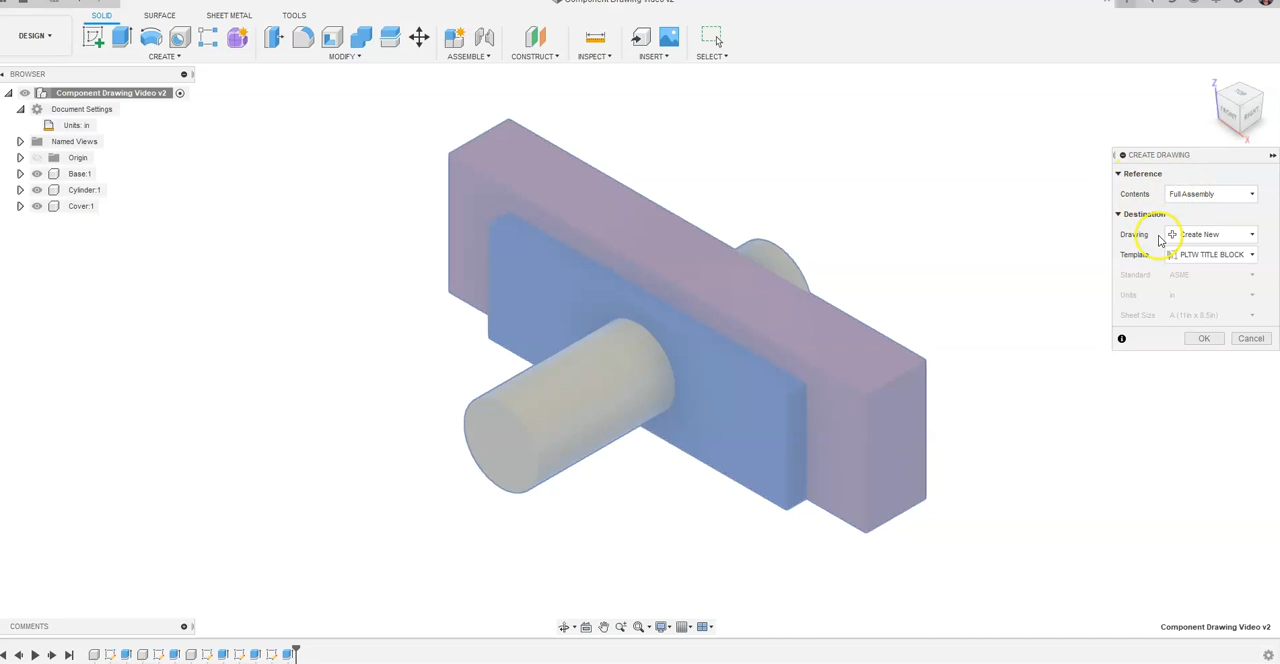 Component Drawing Video v2
SOLID SURFACE SHEET METAL TOOLS
DESIGN
CREATE MODIFY ASSEMBLE CONSTRUCT INSPECT INSERT SELECT
BROWSER
Component Drawing Video v2
Document Settings
Units: in
Named Views
Origin
Base:1
Cylinder:1
Cover:1
Z
TOP
FRONT RIGHT
X
CREATE DRAWING
Reference
Contents Full Assembly
Destination
Drawing Create New
Template PLTW TITLE BLOCK
Standard ASME
Units in
Sheet Size A (11in x 8.5in)
OK Cancel
COMMENTS
Component Drawing Video v2